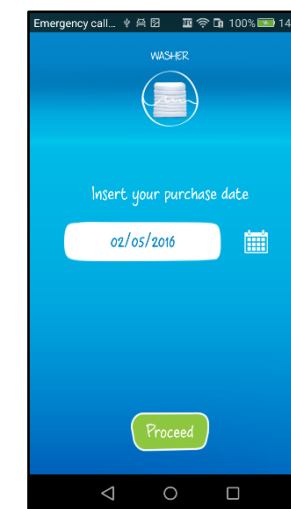 Emergency call... 100% 14
WASHER
Insert your purchase date
02/05/2016
Proceed